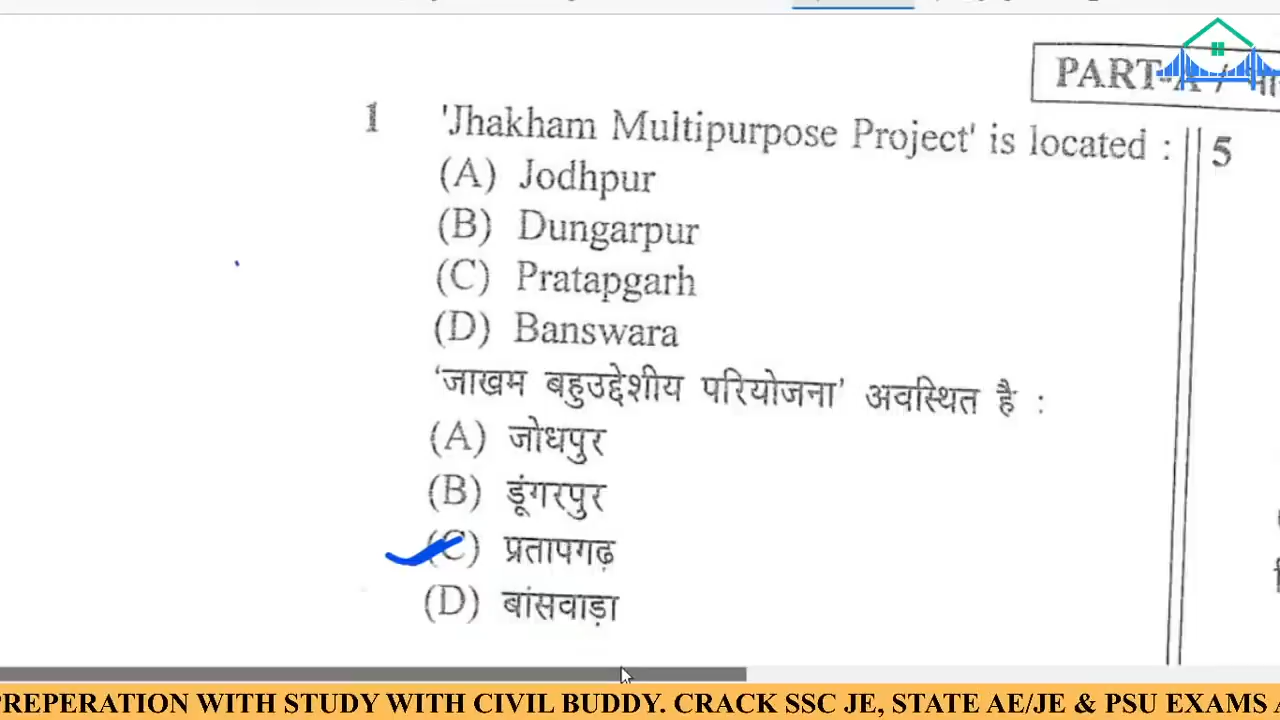 PART-A / भा
1 'Jhakham Multipurpose Project' is located :
(A) Jodhpur
(B) Dungarpur
(C) Pratapgarh
(D) Banswara
'जाखम बहुउद्देशीय परियोजना' अवस्थित है :
(A) जोधपुर
(B) डूंगरपुर
(C) प्रतापगढ़
(D) बांसवाड़ा
5
PREPERATION WITH STUDY WITH CIVIL BUDDY. CRACK SSC JE, STATE AE/JE & PSU EXAMS